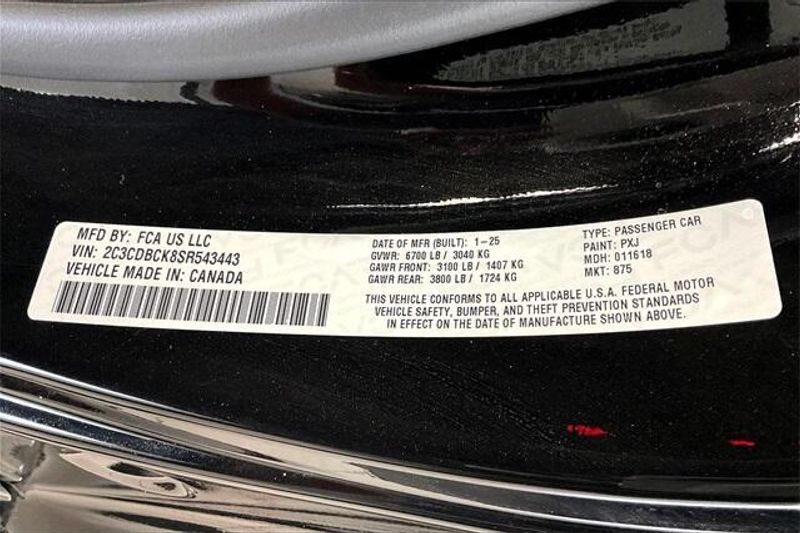 MFD BY: FCA US LLC
VIN: 2C3CDBCK8SR543443
VEHICLE MADE IN: CANADA
DATE OF MFR (BUILT): 1-25
GVWR: 6700 LB / 3040 KG
GAWR FRONT: 3100 LB / 1407 KG
GAWR REAR: 3800 LB / 1724 KG
TYPE: PASSENGER CAR
PAINT: PXJ
MDH: 011618
MKT: 875
THIS VEHICLE CONFORMS TO ALL APPLICABLE U.S.A. FEDERAL MOTOR
VEHICLE SAFETY, BUMPER, AND THEFT PREVENTION STANDARDS
IN EFFECT ON THE DATE OF MANUFACTURE SHOWN ABOVE.